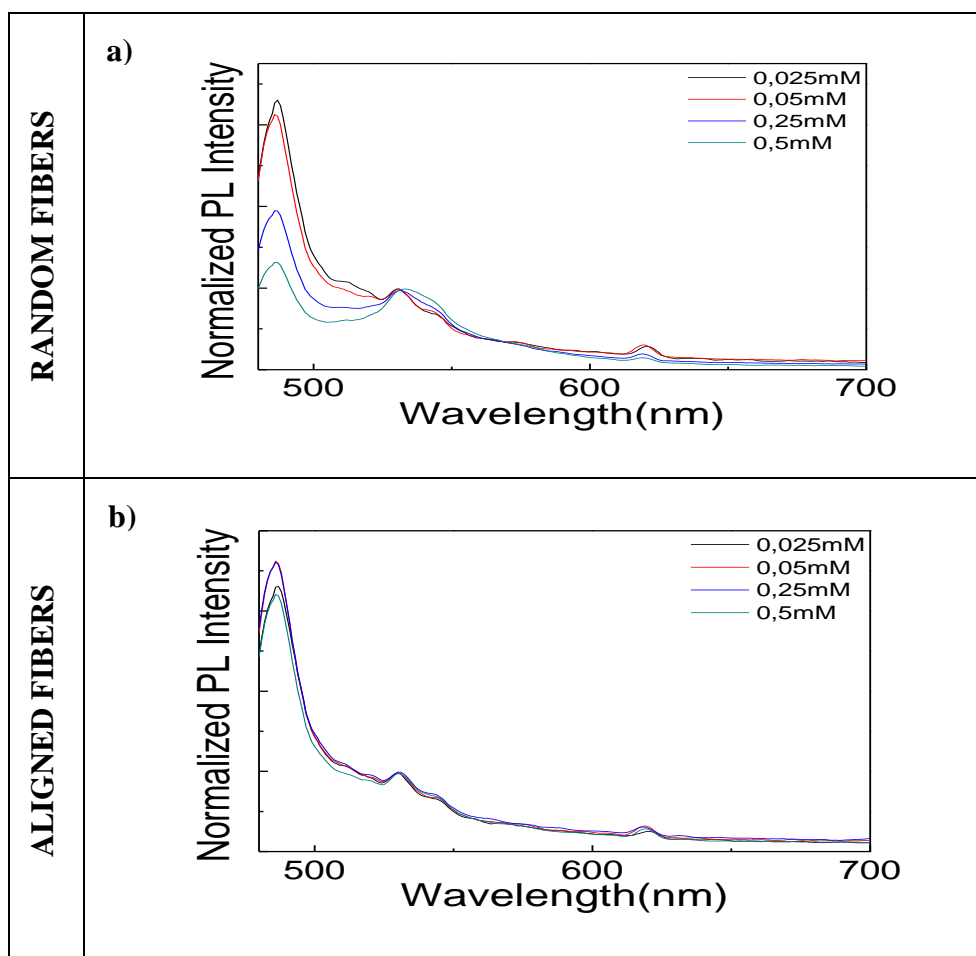 RANDOM FIBERS
a)
Normalized PL Intensity
0,025mM
0,05mM
0,25mM
0,5mM
500
600
700
Wavelength(nm)
ALIGNED FIBERS
b)
Normalized PL Intensity
0,025mM
0,05mM
0,25mM
0,5mM
500
600
700
Wavelength(nm)